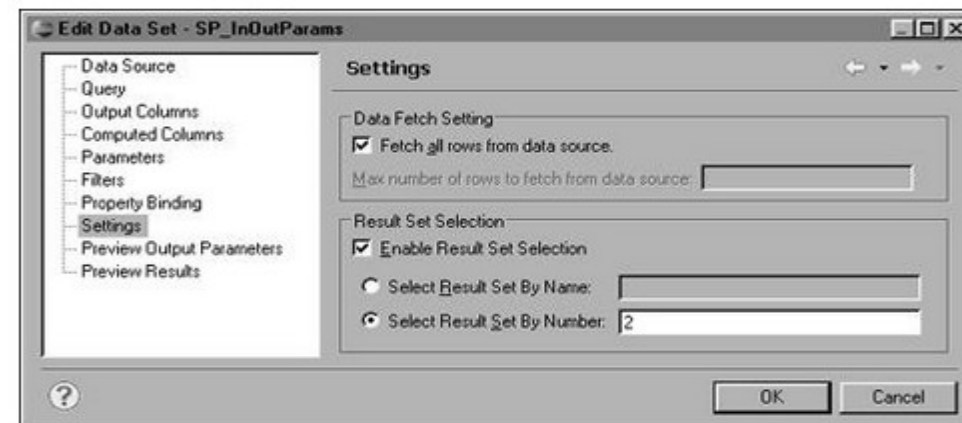 Edit Data Set - SP_InOutParams
Data Source
Query
Output Columns
Computed Columns
Parameters
Filters
Property Binding
Settings
Preview Output Parameters
Preview Results
Settings
Data Fetch Setting
Fetch all rows from data source.
Max number of rows to fetch from data source:
Result Set Selection
Enable Result Set Selection
Select Result Set By Name:
Select Result Set By Number: 2
?
OK Cancel